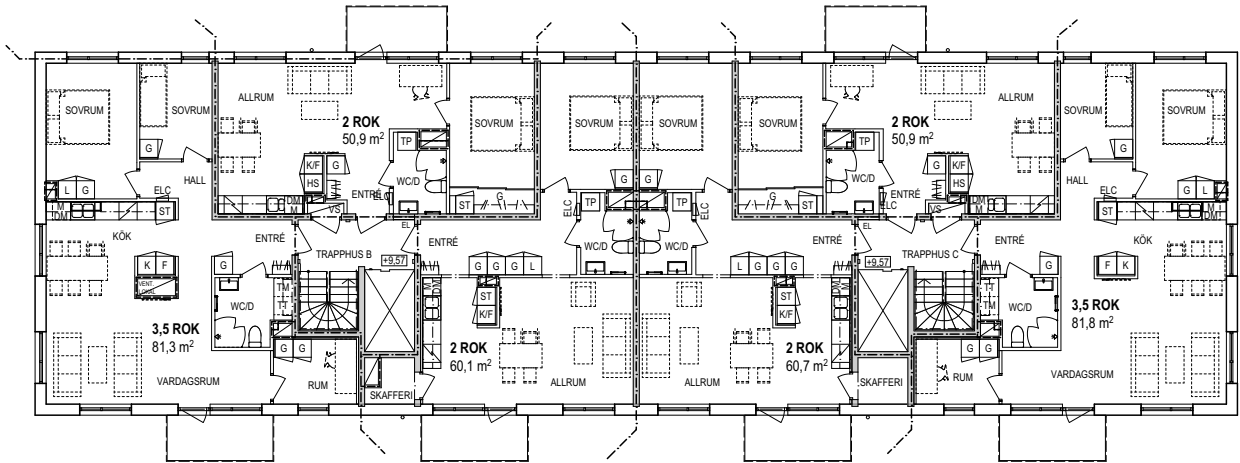 SOVRUM
SOVRUM
ALLRUM
2 ROK
50,9 m²
SOVRUM
SOVRUM
SOVRUM
SOVRUM
2 ROK
50,9 m²
ALLRUM
SOVRUM
SOVRUM
G
HALL
L G
ELC
ST
M
DM
K/F
G
HS
ENTRÉ
DM
M
VS
TP
WC/D
EL
ST
G
G
G
G
ST
TP
WC/D
ELC
G
K/F
HS
ENTRÉ
VS
DM
M
G
HALL
ELC
ST
G L
M
DM
KÖK
ENTRÉ
TRAPPHUS B
+9,57
EL
ENTRÉ
ELC
TP
WC/D
WC/D
TP
ELC
ENTRÉ
EL
+9,57
TRAPPHUS C
ENTRÉ
KÖK
K F
VENT.
LOKAL
G
WC/D
TM
TT
G G G L
L G G G
ST
K/F
ST
K/F
DM
M
M
DM
TT
TM
WC/D
G
F K
3,5 ROK
81,3 m²
VARDAGSRUM
G G
RUM
SKAFFERI
2 ROK
60,1 m²
ALLRUM
ALLRUM
2 ROK
60,7 m²
SKAFFERI
G G
RUM
VARDAGSRUM
3,5 ROK
81,8 m²